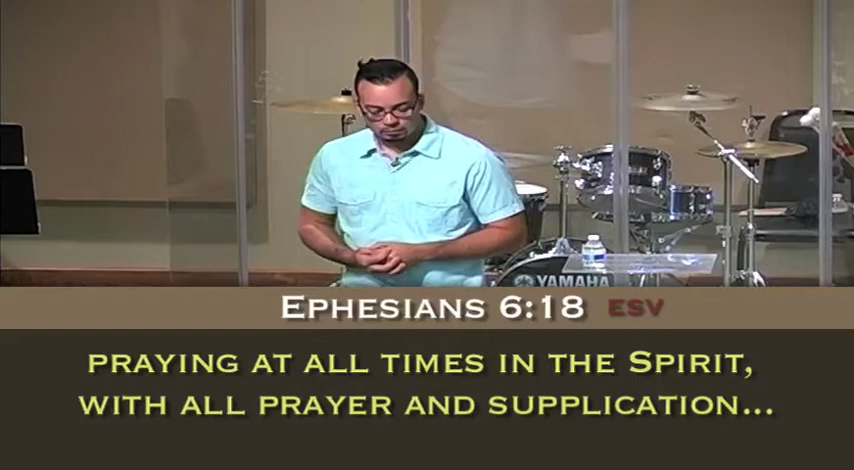 YAMAHA
EPHESIANS 6:18 ESV
PRAYING AT ALL TIMES IN THE SPIRIT,
WITH ALL PRAYER AND SUPPLICATION...